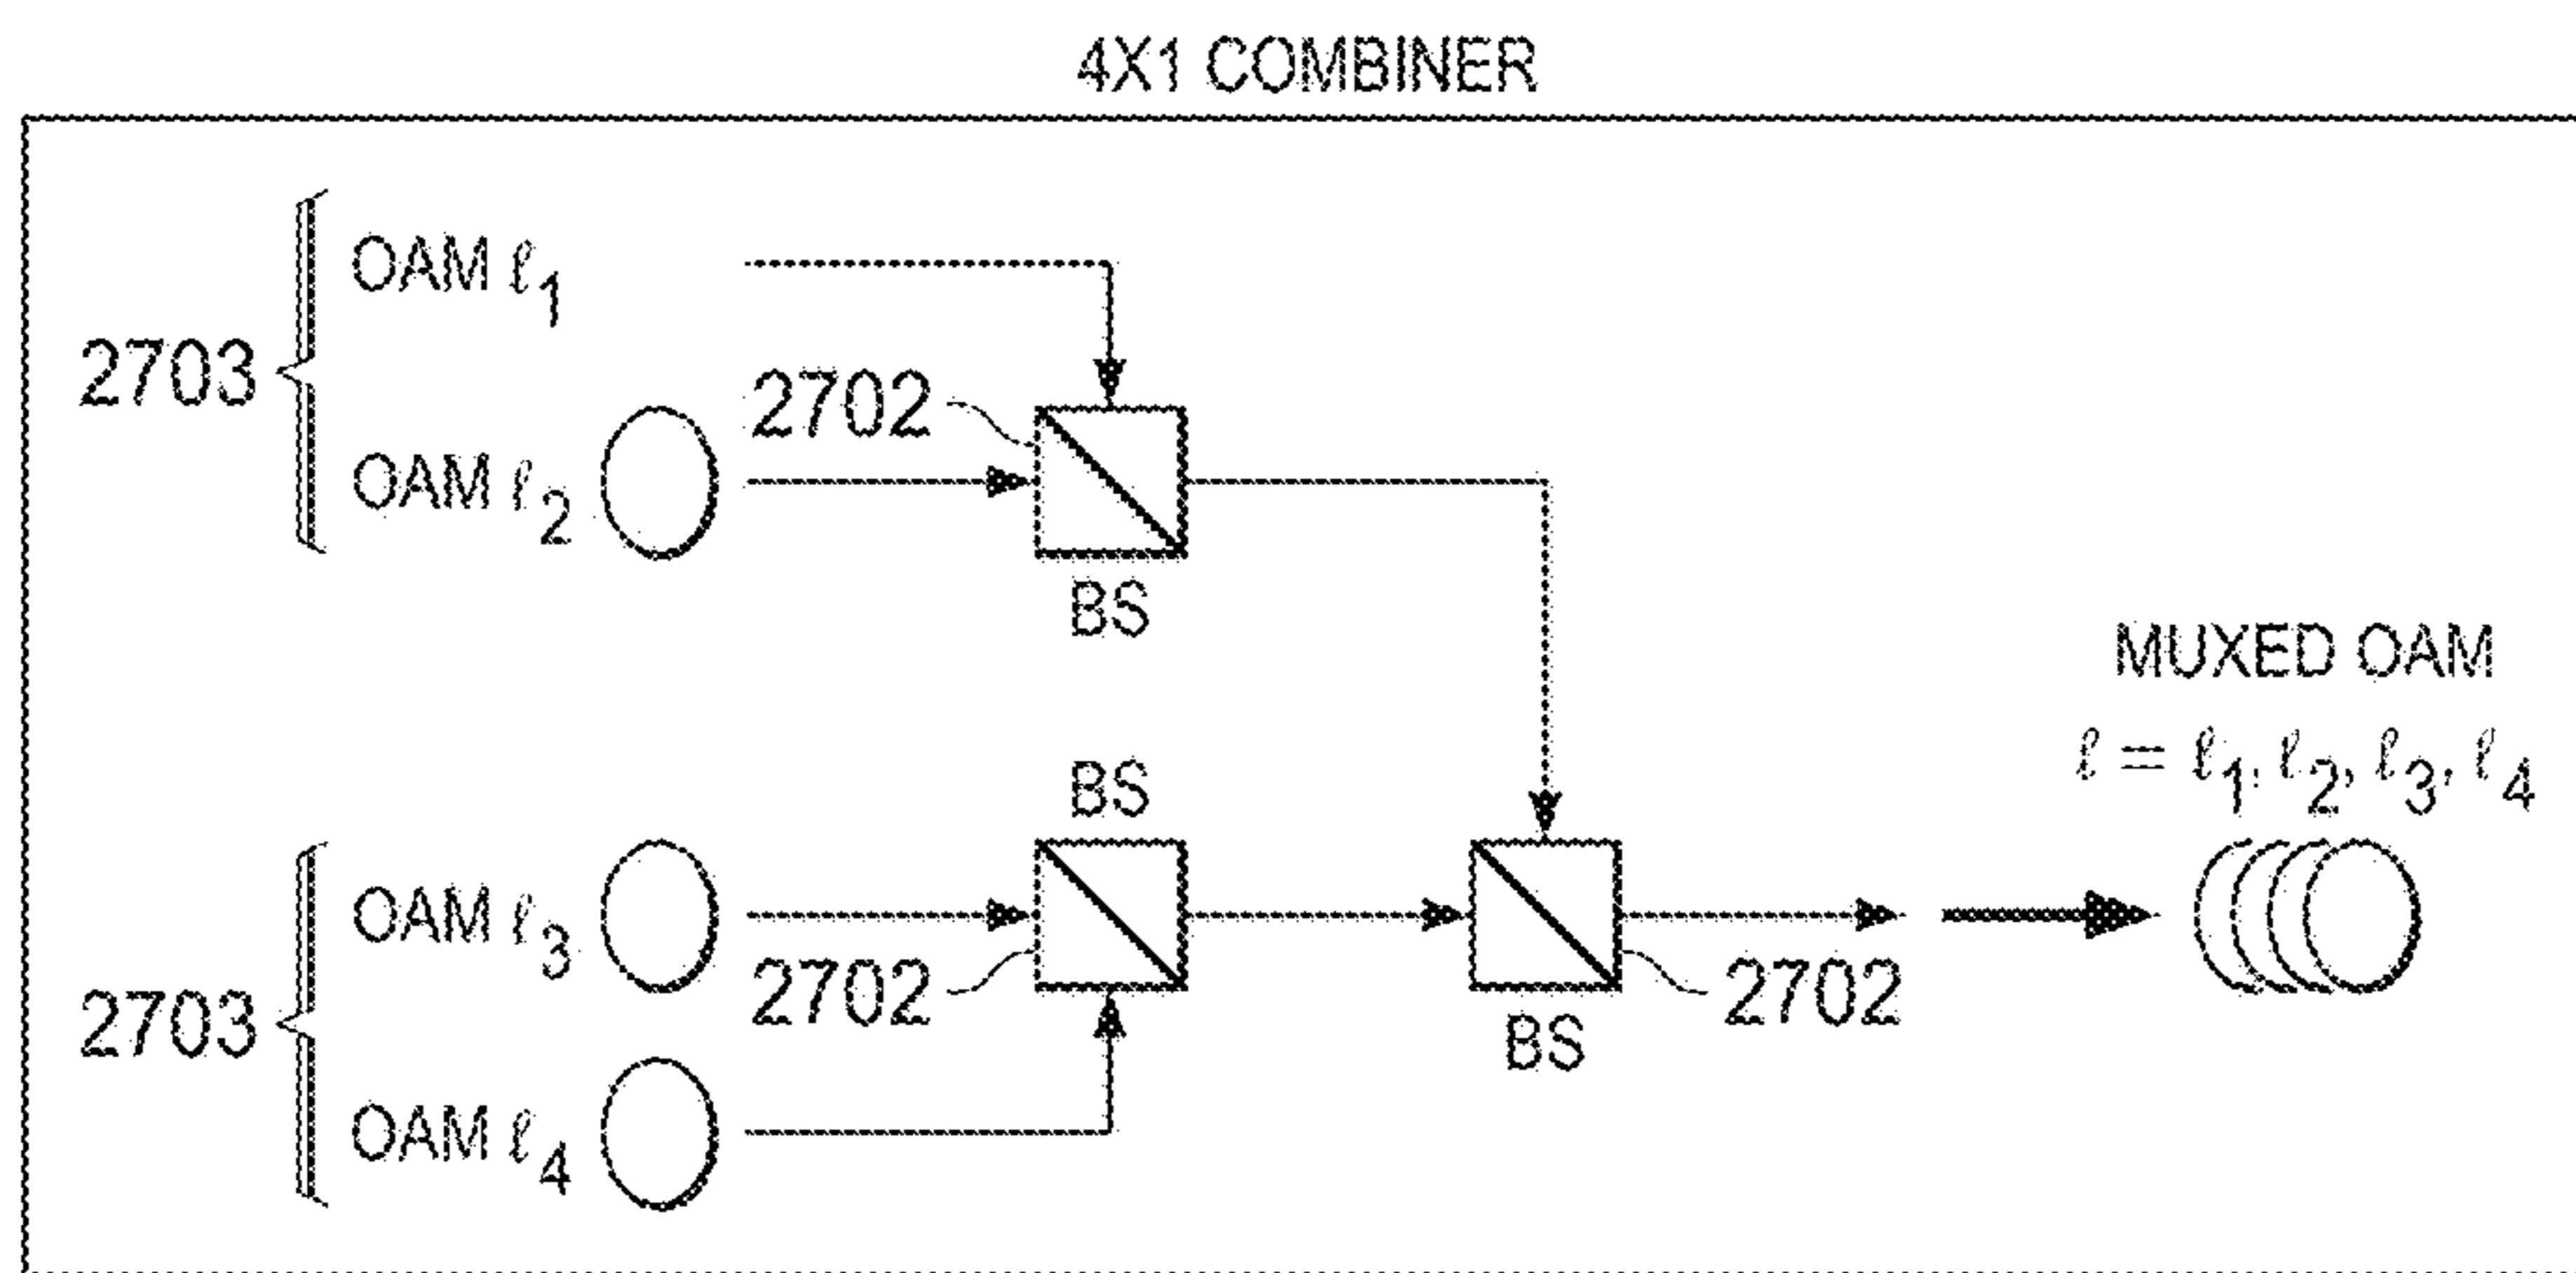 4X1 COMBINER
OAM ℓ1
2703
2702
OAM ℓ2
BS
MUXED OAM
ℓ = ℓ1, ℓ2, ℓ3, ℓ4
BS
OAM ℓ3
2702
2702
2703
BS
OAM ℓ4